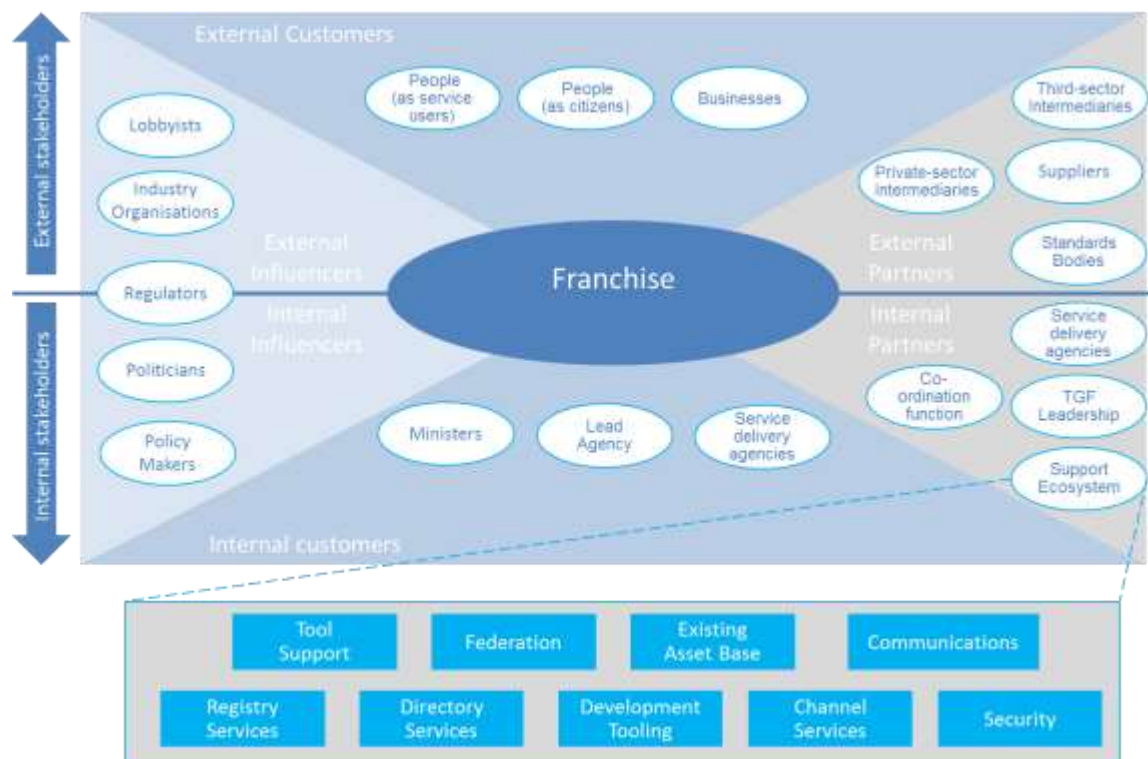 External stakeholders
Internal stakeholders
External Customers
People
(as service
users)
People
(as citizens)
Businesses
Lobbyists
Industry
Organisations
Regulators
Politicians
Policy
Makers
External
Influencers
Internal
Influencers
Franchise
Third-sector
Intermediaries
Private-sector
Intermediaries
Suppliers
Standards
Bodies
External
Partners
Internal
Partners
Service
delivery
agencies
Co-
ordination
function
TGF
Leadership
Support
Ecosystem
Ministers
Lead
Agency
Service
delivery
agencies
Internal customers
Tool
Support
Federation
Existing
Asset Base
Communications
Registry
Services
Directory
Services
Development
Tooling
Channel
Services
Security